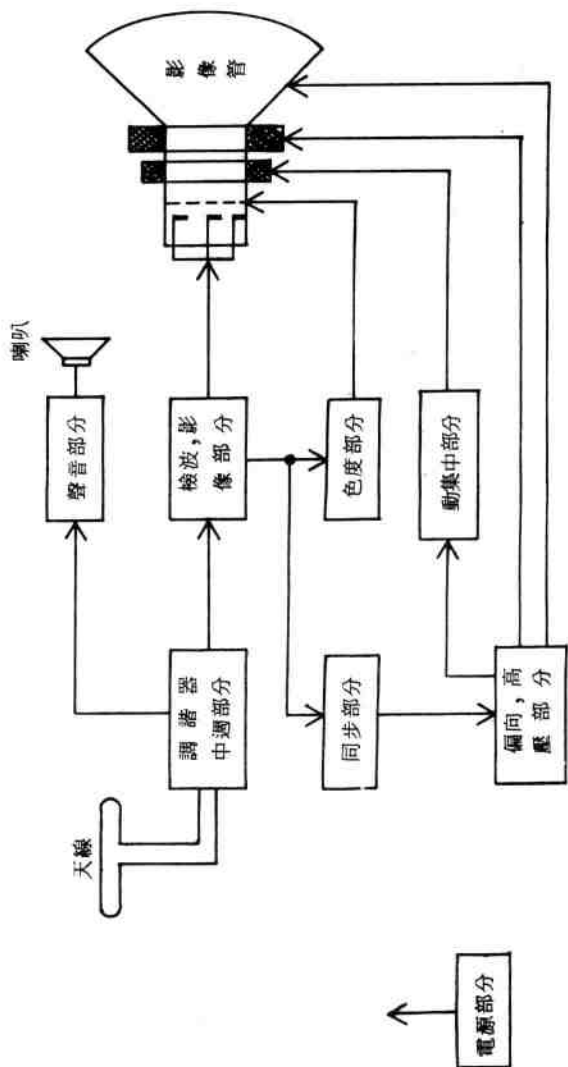 天線
調諧器
中週部分
聲音部分
喇叭
檢波，影
像部分
影像管
同步部分
色度部分
偏向，高
壓部分
動集中部分
電源部分